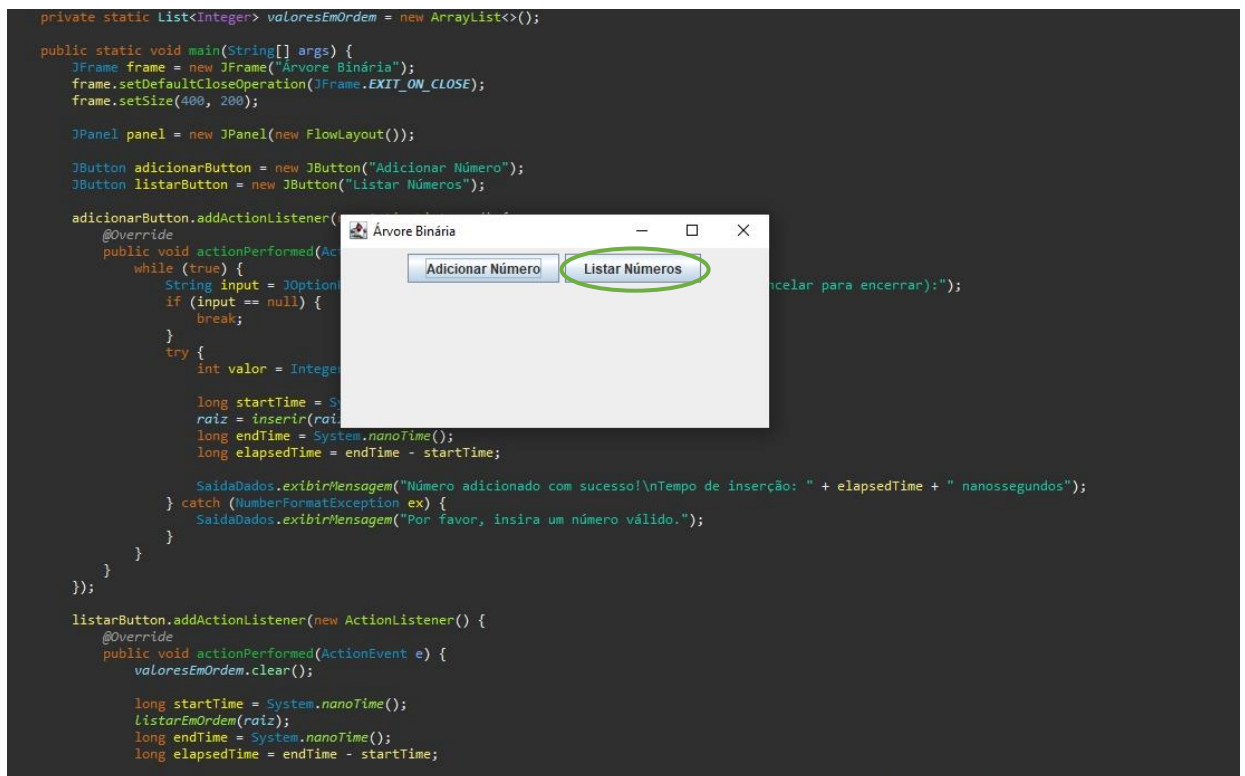 private static List<Integer> valoresEmOrdem = new ArrayList<>();
public static void main(String[] args) {
JFrame frame = new JFrame("Árvore Binária");
frame.setDefaultCloseOperation(JFrame.EXIT_ON_CLOSE);
frame.setSize(400, 200);
JPanel panel = new JPanel(new FlowLayout());
JButton adicionarButton = new JButton("Adicionar Número");
JButton listarButton = new JButton("Listar Números");
adicionarButton.addActionListener(
@Override
public void actionPerformed(Ac
while (true) {
String input = JOption
ncelar para encerrar):");
if (input == null) {
break;
}
try {
int valor = Intege
long startTime = S
raiz = inserir(rai
long endTime = System.nanoTime();
long elapsedTime = endTime - startTime;
SaidaDados.exibirMensagem("Número adicionado com sucesso!\nTempo de inserção: " + elapsedTime + " nanossegundos");
} catch (NumberFormatException ex) {
SaidaDados.exibirMensagem("Por favor, insira um número válido.");
}
}
}
});
listarButton.addActionListener(new ActionListener() {
@Override
public void actionPerformed(ActionEvent e) {
valoresEmOrdem.clear();
long startTime = System.nanoTime();
listarEmOrdem(raiz);
long endTime = System.nanoTime();
long elapsedTime = endTime - startTime;
Árvore Binária
Adicionar Número
Listar Números